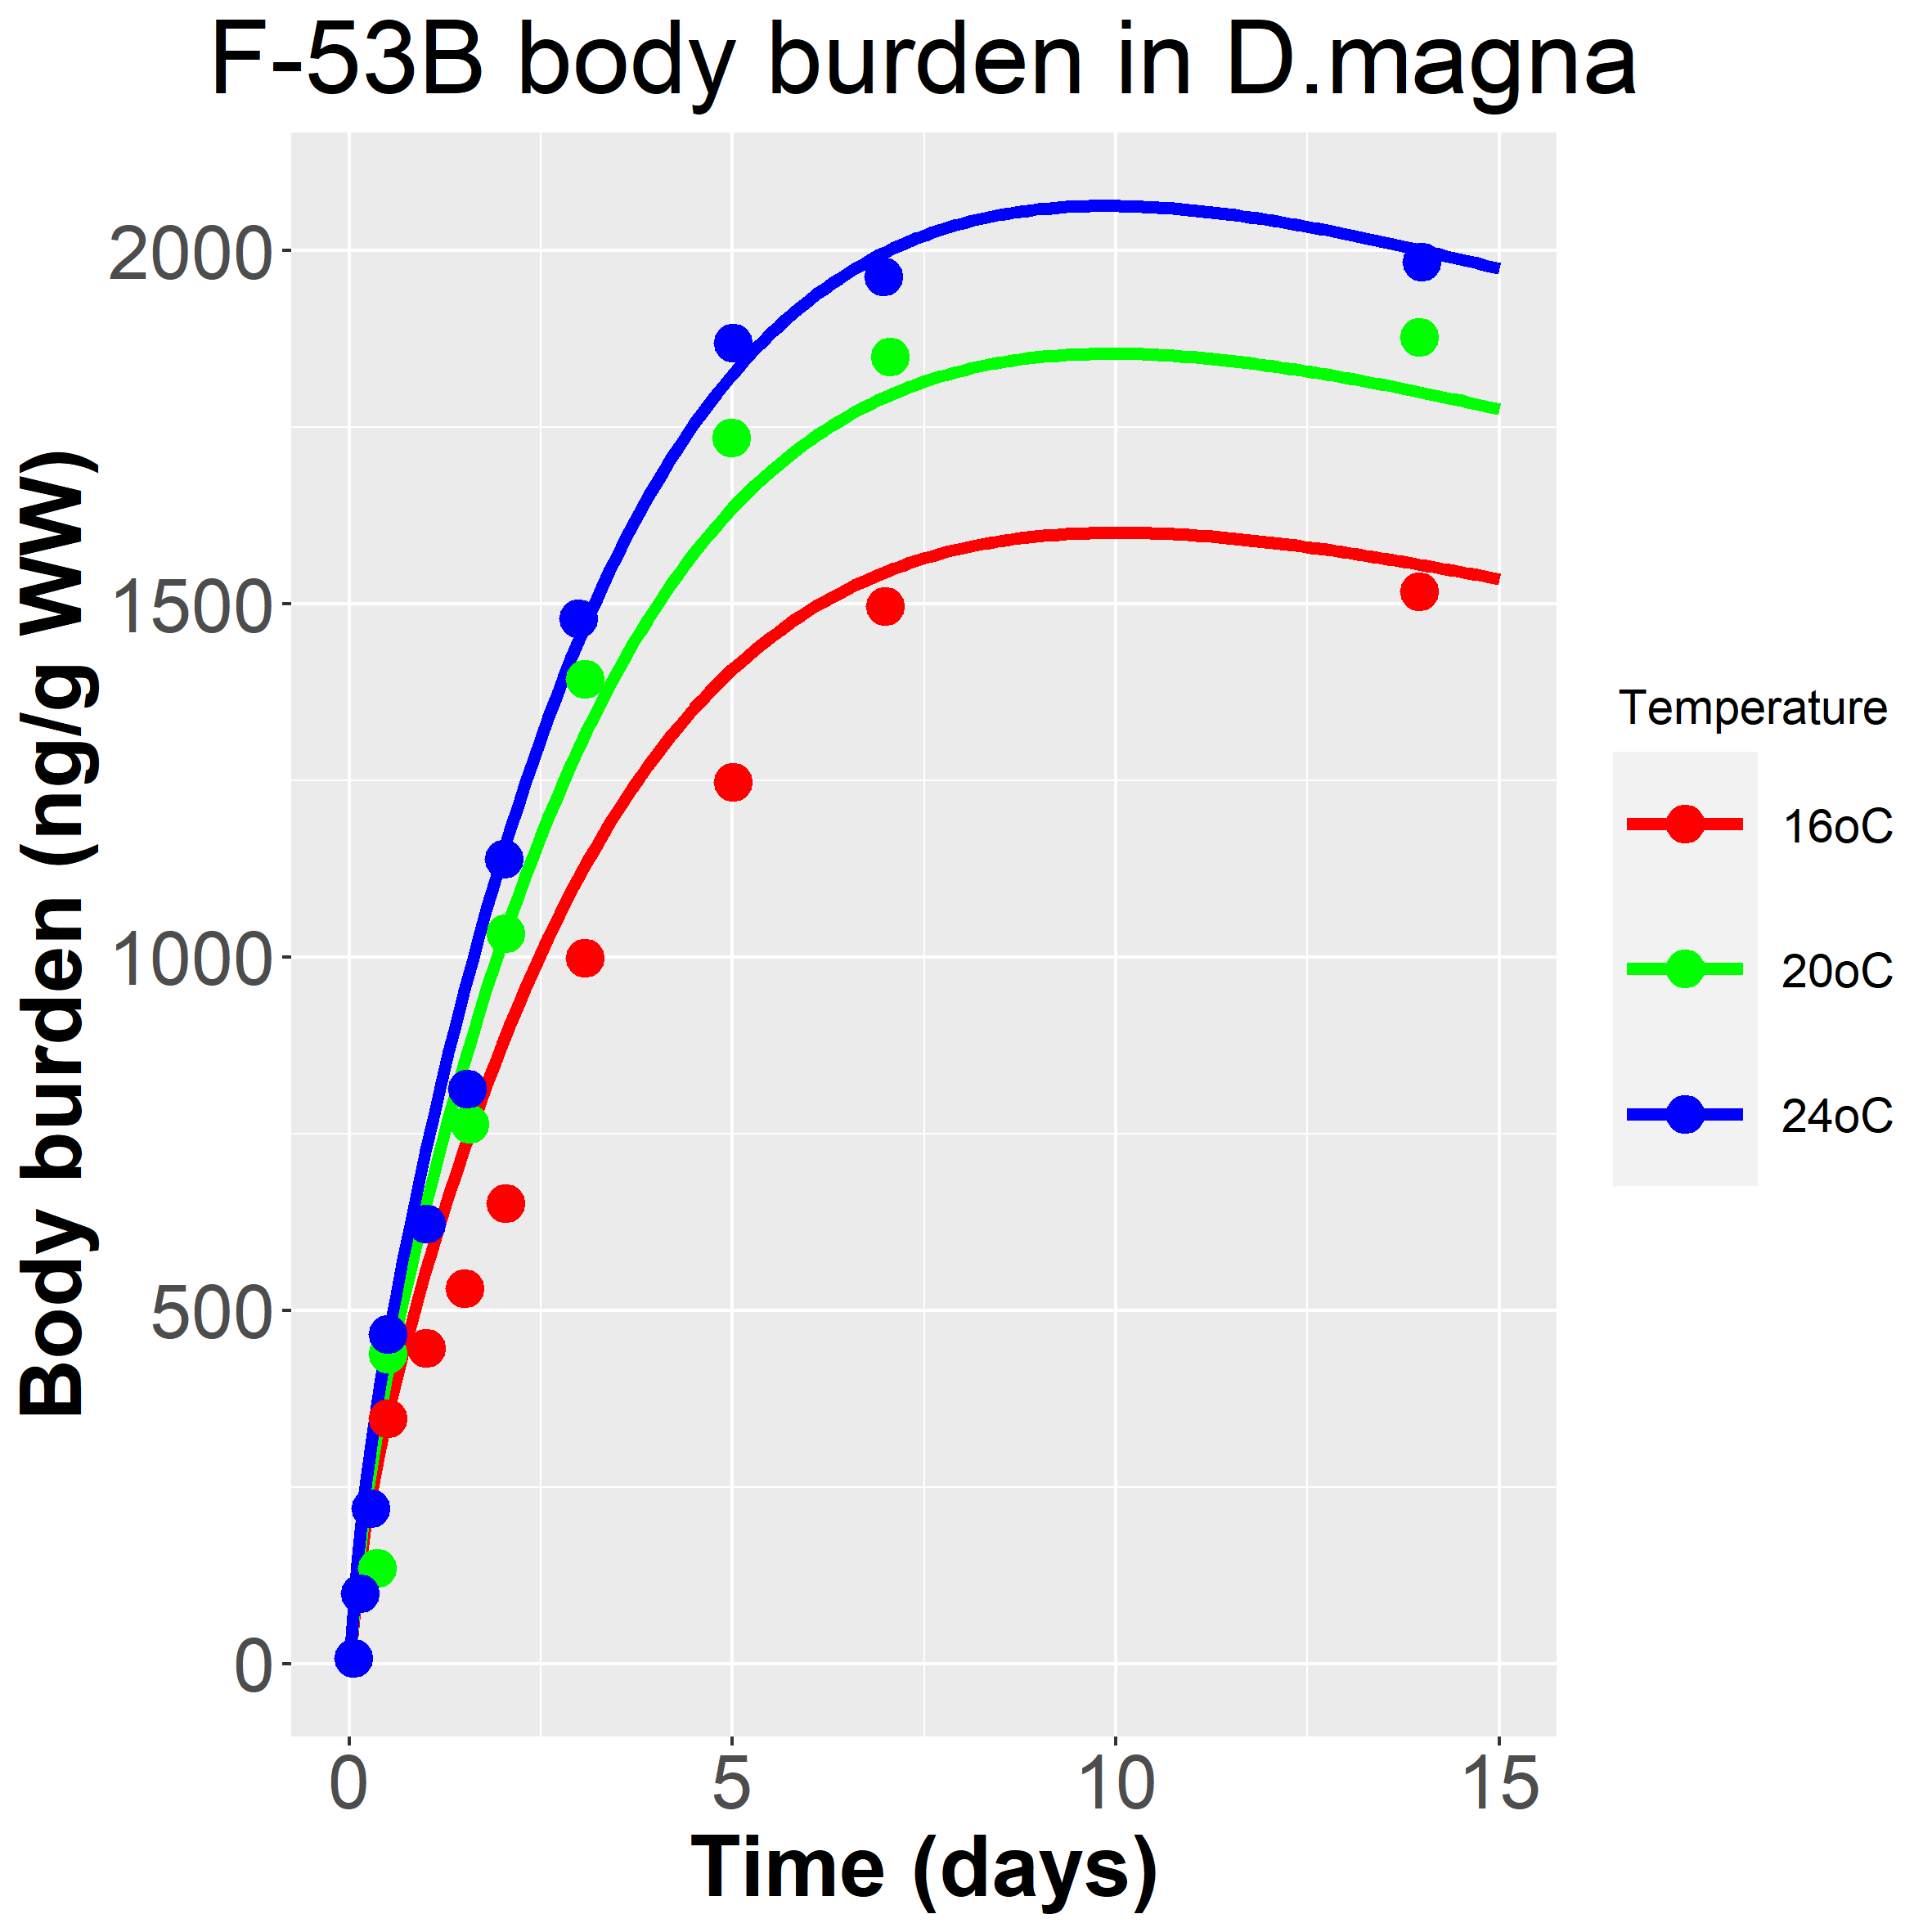 F-53B body burden in D.magna
Body burden (ng/g WW)
2000
1500
1000
500
0
0 5 10 15
Time (days)
Temperature
16oC
20oC
24oC